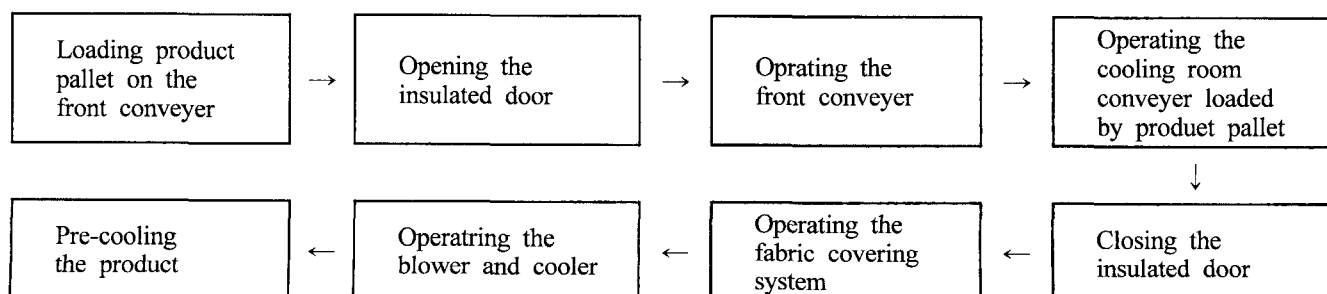 Loading product
pallet on the
front conveyer
→
Opening the
insulated door
→
Oprating the
front conveyer
→
Operating the
cooling room
conveyer loaded
by produet pallet
↓
Closing the
insulated door
←
Operating the
fabric covering
system
←
Operatring the
blower and cooler
←
Pre-cooling
the product